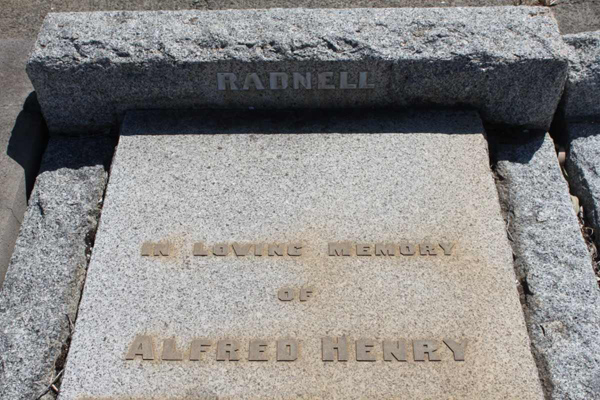 RADNELL
IN LOVING MEMORY
OF
ALFRED HENRY